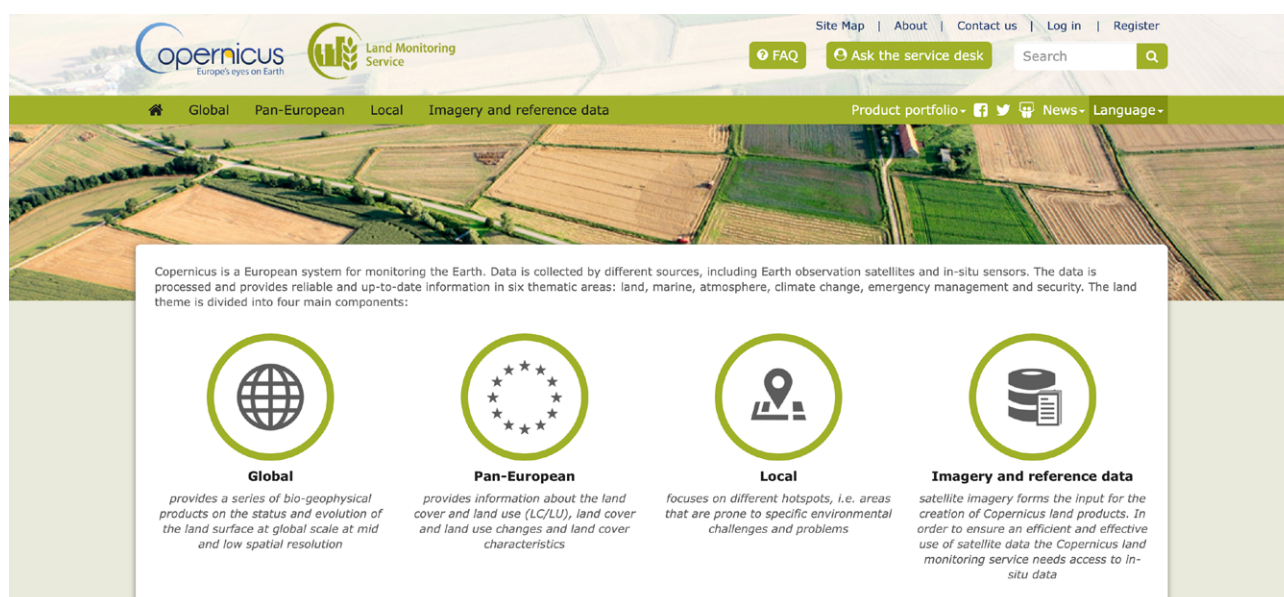 Site Map | About | Contact us | Log in | Register
opernicus
Europe's eyes on Earth
Land Monitoring
Service
FAQ
Ask the service desk
Search
Global Pan-European Local Imagery and reference data
Product portfolio News Language
Copernicus is a European system for monitoring the Earth. Data is collected by different sources, including Earth observation satellites and in-situ sensors. The data is
processed and provides reliable and up-to-date information in six thematic areas: land, marine, atmosphere, climate change, emergency management and security. The land
theme is divided into four main components:
Global
provides a series of bio-geophysical
products on the status and evolution of
the land surface at global scale at mid
and low spatial resolution
Pan-European
provides information about the land
cover and land use (LC/LU), land cover
and land use changes and land cover
characteristics
Local
focuses on different hotspots, i.e. areas
that are prone to specific environmental
challenges and problems
Imagery and reference data
satellite imagery forms the input for the
creation of Copernicus land products. In
order to ensure an efficient and effective
use of satellite data the Copernicus land
monitoring service needs access to in-
situ data